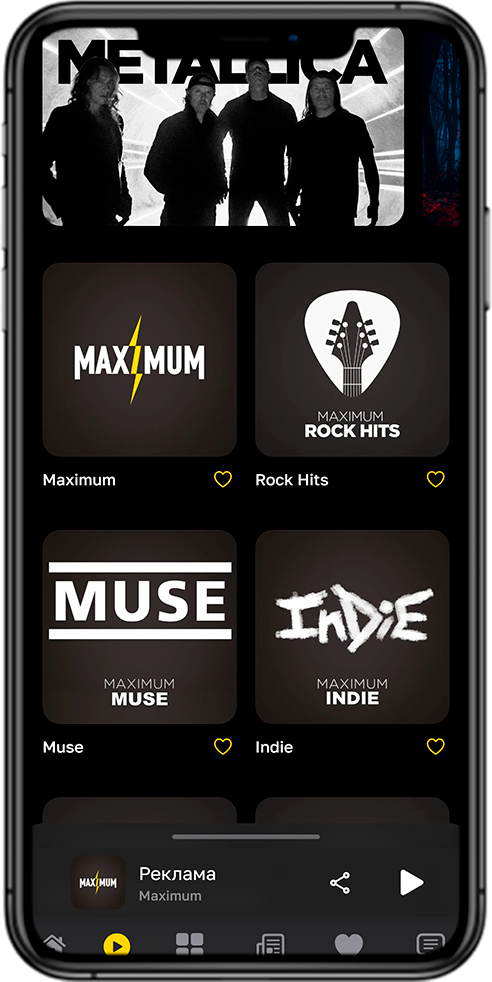 METALLICA
MAXIMUM
MAXIMUM
ROCK HITS
Maximum
Rock Hits
MUSE
MAXIMUM
MUSE
InDiE
MAXIMUM
INDIE
Muse
Indie
MAXIMUM
Реклама
Maximum